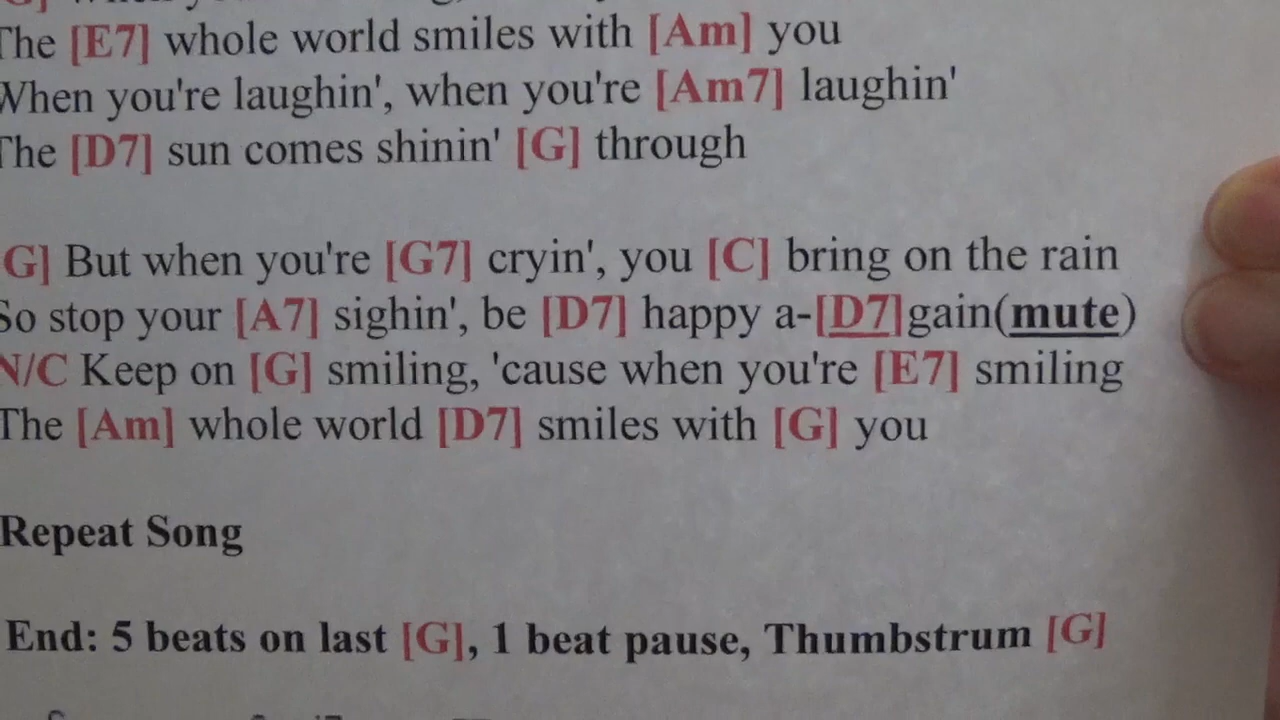 The [E7] whole world smiles with [Am] you
When you're laughin', when you're [Am7] laughin'
The [D7] sun comes shinin' [G] through
G] But when you're [G7] cryin', you [C] bring on the rain
So stop your [A7] sighin', be [D7] happy a-[D7]gain(mute)
N/C Keep on [G] smiling, 'cause when you're [E7] smiling
The [Am] whole world [D7] smiles with [G] you
Repeat Song
End: 5 beats on last [G], 1 beat pause, Thumbstrum [G]